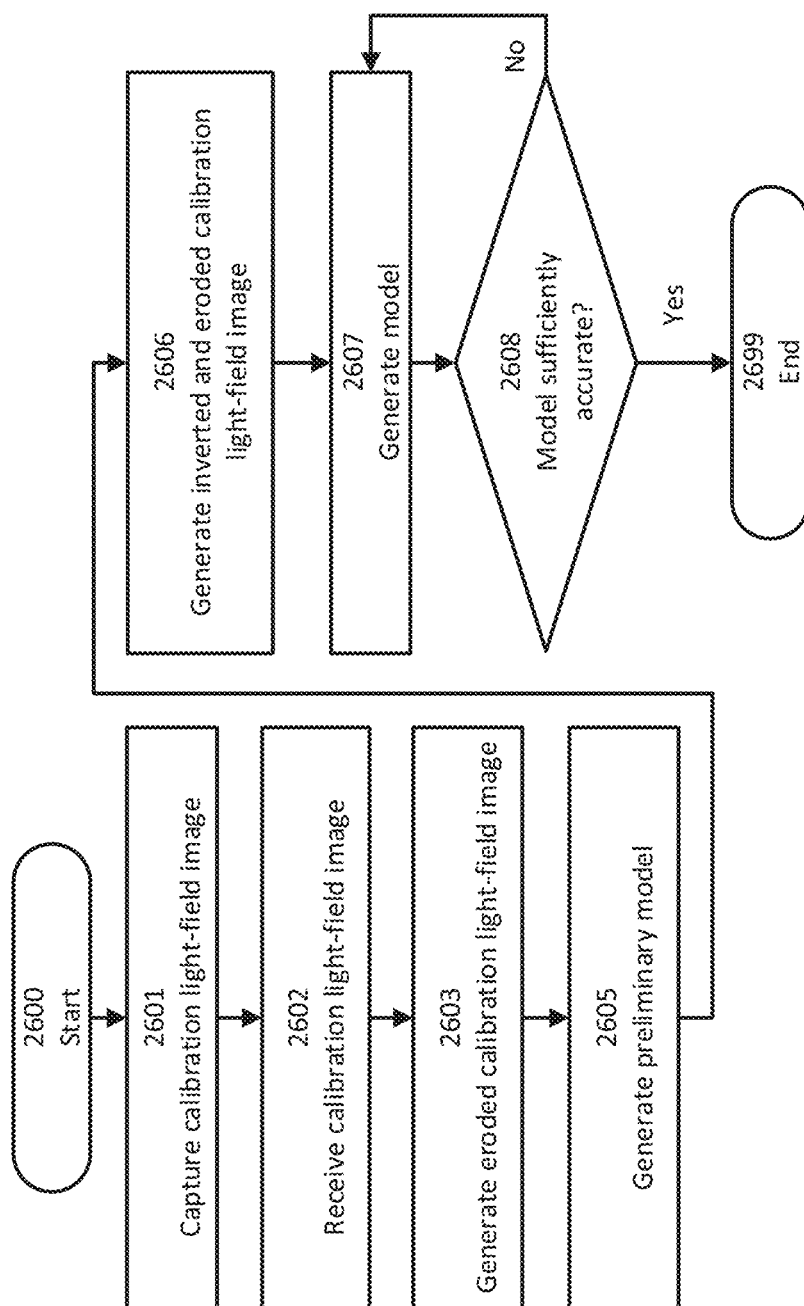 2600
Start
2601
Capture calibration light-field image
2602
Receive calibration light-field image
2603
Generate eroded calibration light-field image
2605
Generate preliminary model
2606
Generate inverted and eroded calibration
light-field image
2607
Generate model
2608
Model sufficiently
accurate?
No
Yes
2699
End